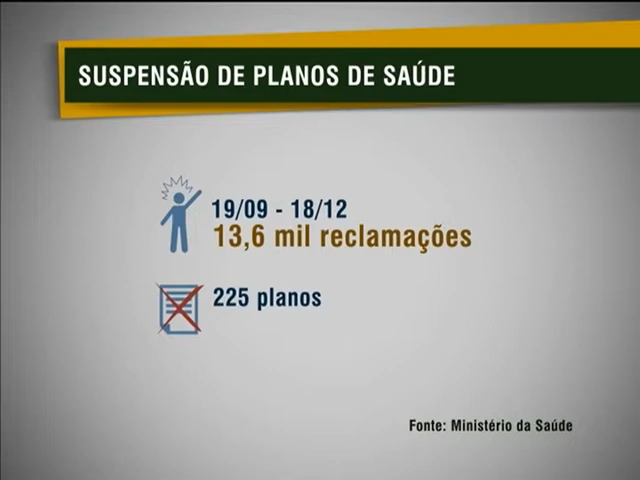 SUSPENSÃO DE PLANOS DE SAÚDE
19/09 - 18/12
13,6 mil reclamações
225 planos
Fonte: Ministério da Saúde